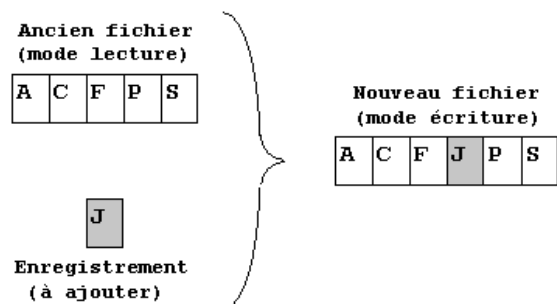 Ancien fichier
(mode lecture)
A C F P S
J
Enregistrement
(à ajouter)
Nouveau fichier
(mode écriture)
A C F J P S